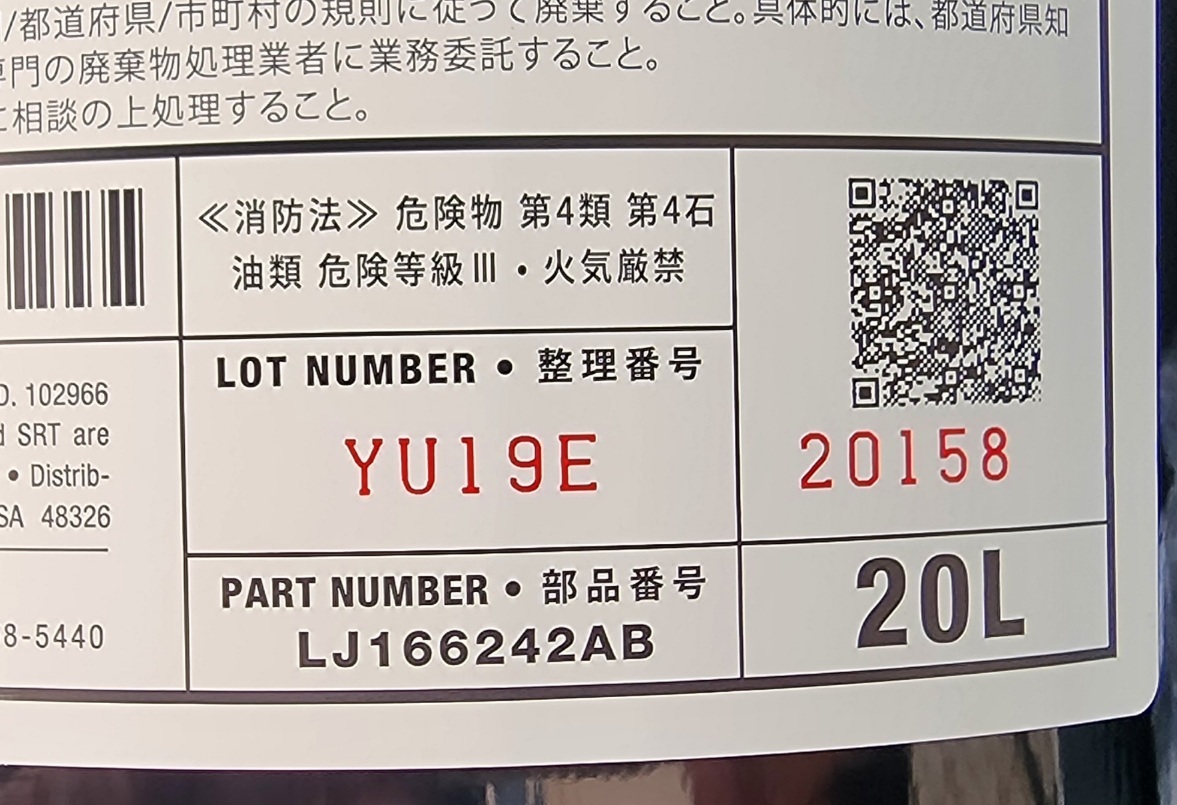 /都道府県/市町村の規則に従って廃棄すること。具体的には、都道府県知
専門の廃棄物処理業者に業務委託すること。
に相談の上処理すること。
≪消防法≫ 危険物 第4類 第4石
油類 危険等級Ⅲ・火気厳禁
LOT NUMBER • 整理番号
YU19E
20158
D. 102966
d SRT are
• Distrib-
SA 48326
8-5440
PART NUMBER • 部品番号
LJ166242AB
20L